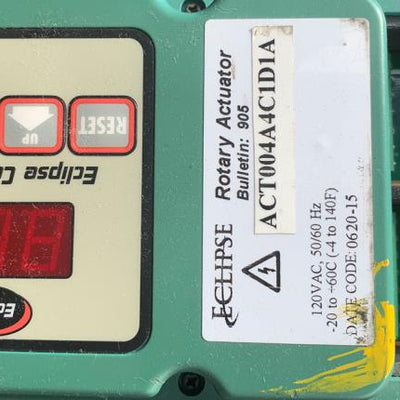 ECLIPSE
Rotary Actuator
Bulletin: 905
ACT004A4C1D1A
120VAC, 50/60 Hz
-20 to +60C (-4 to 140F)
DATE CODE: 0620-15
RESET
UP
Eclipse